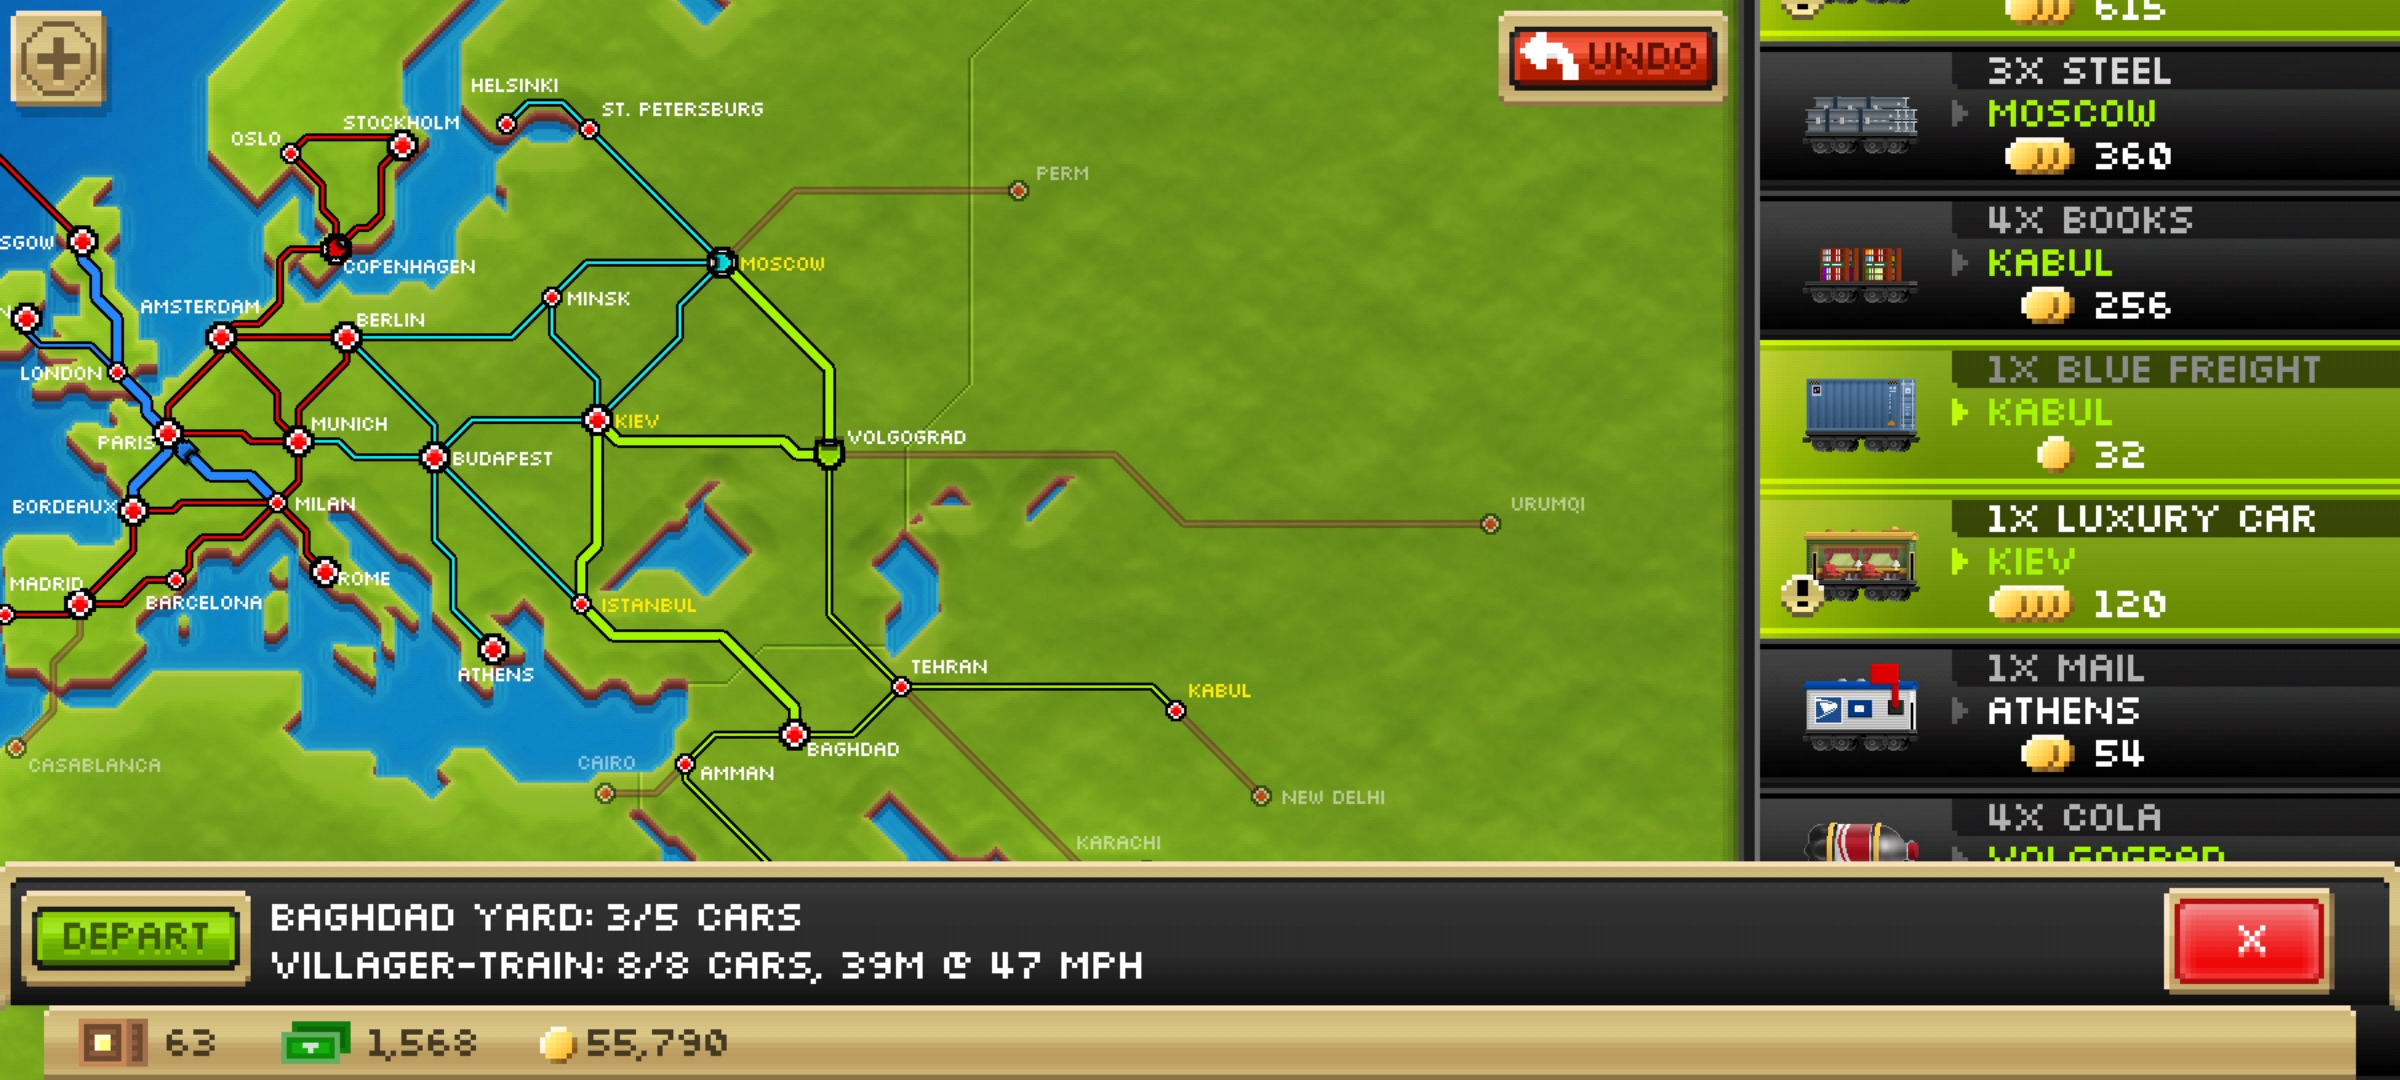 615
UNDO
3X STEEL
MOSCOW
360
4X BOOKS
KABUL
256
1X BLUE FREIGHT
KABUL
32
1X LUXURY CAR
KIEV
120
1X MAIL
ATHENS
54
4X COLA
VOLGOGRAD
HELSINKI
ST. PETERSBURG
STOCKHOLM
OSLO
PERM
SGOW
COPENHAGEN
MOSCOW
MINSK
AMSTERDAM
BERLIN
N
LONDON
MUNICH
KIEV
PARIS
VOLGOGRAD
BUDAPEST
BORDEAUX
MILAN
URUMQI
MADRID
ROME
BARCELONA
ISTANBUL
ATHENS
TEHRAN
KABUL
BAGHDAD
CASABLANCA
CAIRO
AMMAN
NEW DELHI
KARACHI
DEPART
BAGHDAD YARD: 3/5 CARS
VILLAGER-TRAIN: 8/8 CARS, 39M @ 47 MPH
X
63
1,568
55,790